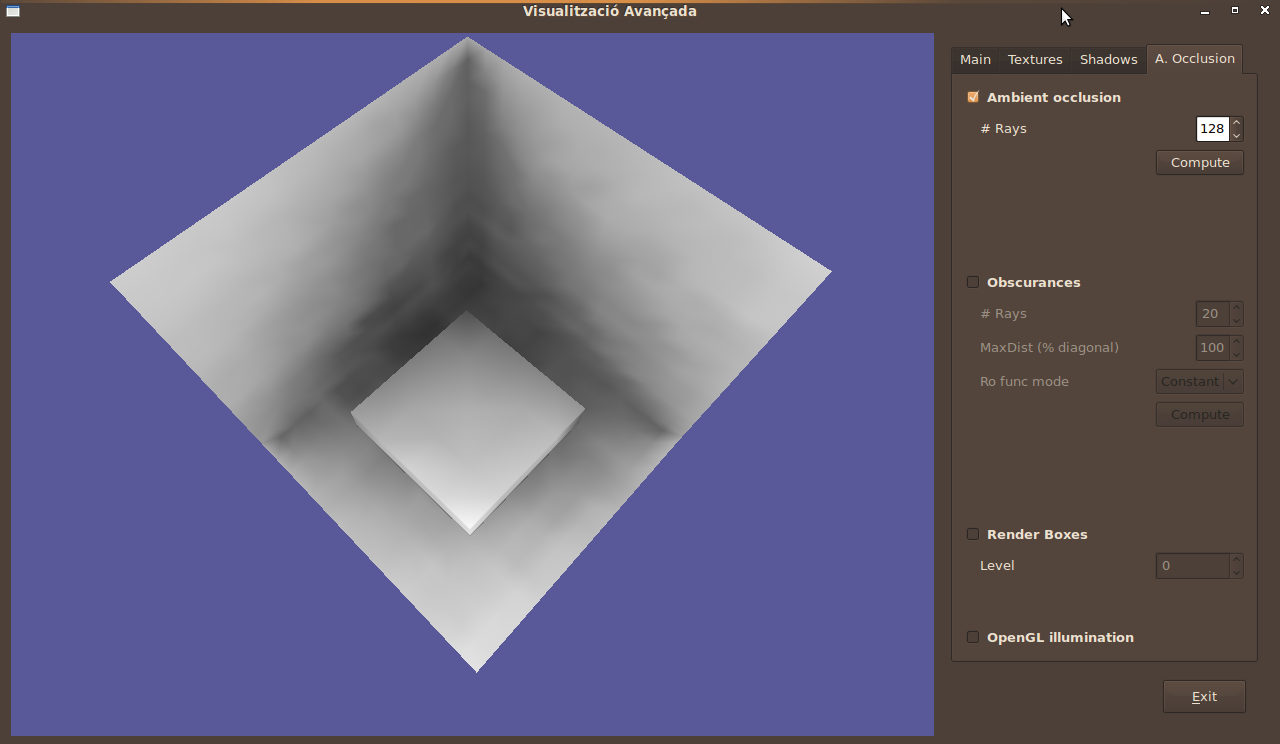 Visualització Avançada
Main Textures Shadows A. Occlusion
Ambient occlusion
# Rays 128
Compute
Obscurances
# Rays 20
MaxDist (% diagonal) 100
Ro func mode Constant
Compute
Render Boxes
Level 0
OpenGL illumination
Exit